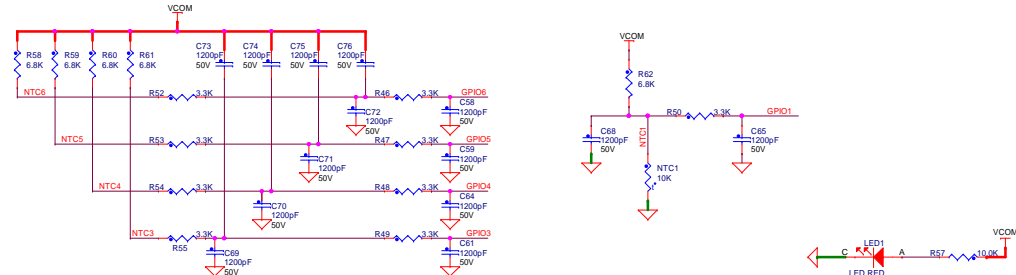 VCOM
R58
6.8K
R59
6.8K
R60
6.8K
R61
6.8K
C73
1200pF
50V
C74
1200pF
50V
C75
1200pF
50V
C76
1200pF
50V
NTC6
R52
3.3K
R46
3.3K
GPIO6
C72
1200pF
50V
C58
1200pF
50V
NTC5
R53
3.3K
R47
3.3K
GPIO5
C71
1200pF
50V
C59
1200pF
50V
NTC4
R54
3.3K
R48
3.3K
GPIO4
C70
1200pF
50V
C64
1200pF
50V
NTC3
R55
3.3K
R49
3.3K
GPIO3
C69
1200pF
50V
C61
1200pF
50V
VCOM
R62
6.8K
R50
3.3K
GPIO1
C68
1200pF
50V
NTC1
C65
1200pF
50V
NTC1
10K
VCOM
LED1
C
A
R57
10.0K
LED RED